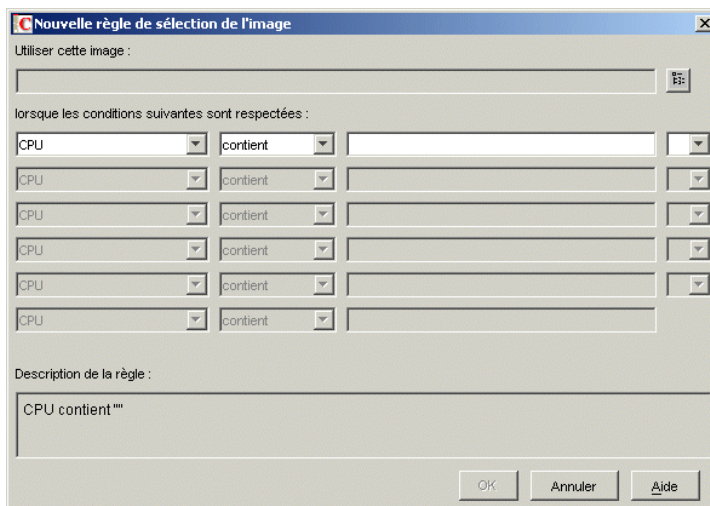 Nouvelle règle de sélection de l'image
Utiliser cette image :
lorsque les conditions suivantes sont respectées :
CPU contient
CPU contient
CPU contient
CPU contient
CPU contient
CPU contient
Description de la règle :
CPU contient ""
OK Annuler Aide